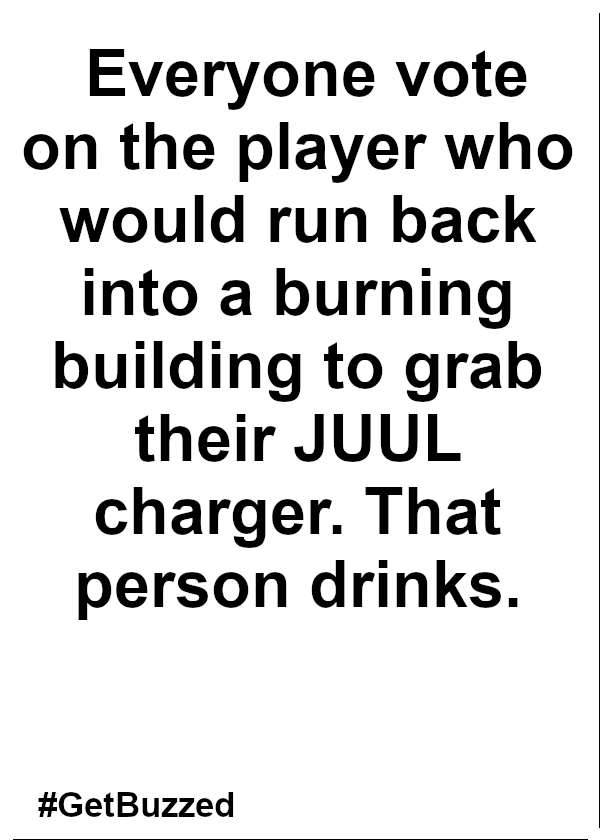 Everyone vote
on the player who
would run back
into a burning
building to grab
their JUUL
charger. That
person drinks.
#GetBuzzed